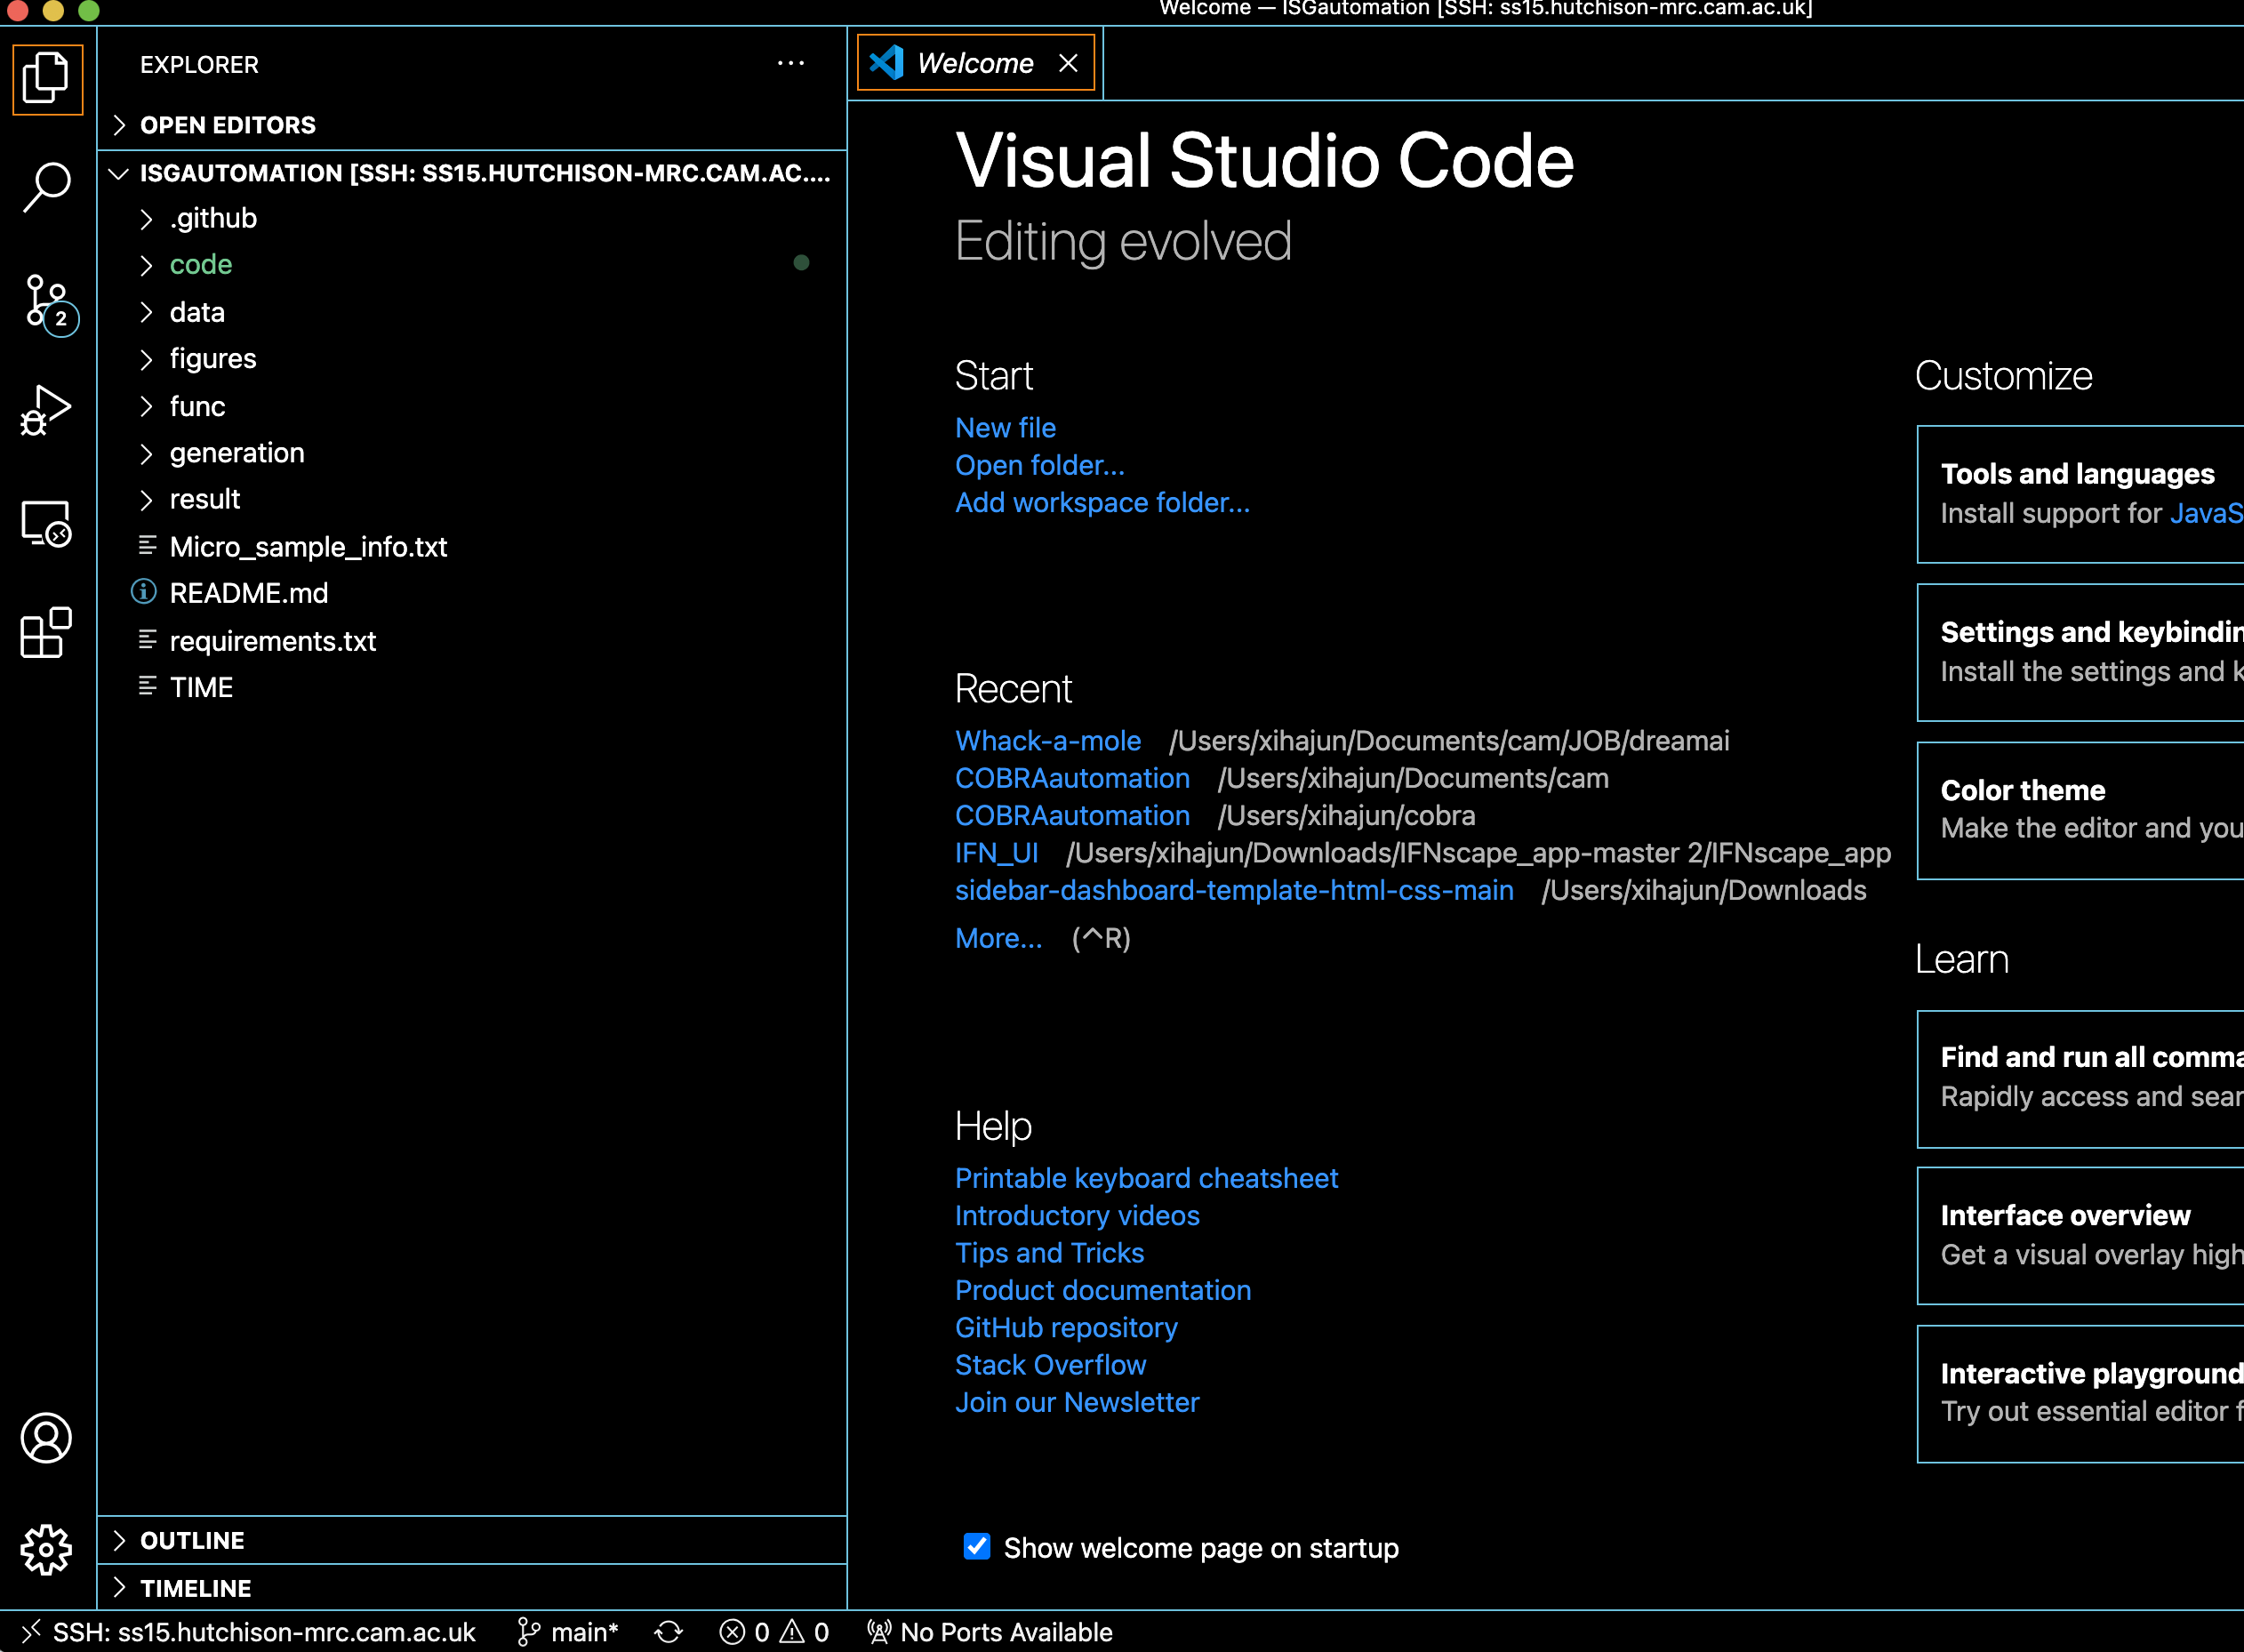 Welcome — ISGautomation [SSH: ss15.hutchison-mrc.cam.ac.uk]
EXPLORER
OPEN EDITORS
ISGAUTOMATION [SSH: SS15.HUTCHISON-MRC.CAM.AC....
.github
code
data
figures
func
generation
result
Micro_sample_info.txt
README.md
requirements.txt
TIME
OUTLINE
TIMELINE
2
Welcome
Visual Studio Code
Editing evolved
Start
New file
Open folder...
Add workspace folder...
Recent
Whack-a-mole /Users/xihajun/Documents/cam/JOB/dreamai
COBRAautomation /Users/xihajun/Documents/cam
COBRAautomation /Users/xihajun/cobra
IFN_UI /Users/xihajun/Downloads/IFNscape_app-master 2/IFNscape_app
sidebar-dashboard-template-html-css-main /Users/xihajun/Downloads
More... (^R)
Help
Printable keyboard cheatsheet
Introductory videos
Tips and Tricks
Product documentation
GitHub repository
Stack Overflow
Join our Newsletter
Show welcome page on startup
Customize
Tools and languages
Install support for JavaS
Settings and keybindin
Install the settings and k
Color theme
Make the editor and you
Learn
Find and run all comma
Rapidly access and sear
Interface overview
Get a visual overlay high
Interactive playground
Try out essential editor f
SSH: ss15.hutchison-mrc.cam.ac.uk main* 0 0 No Ports Available